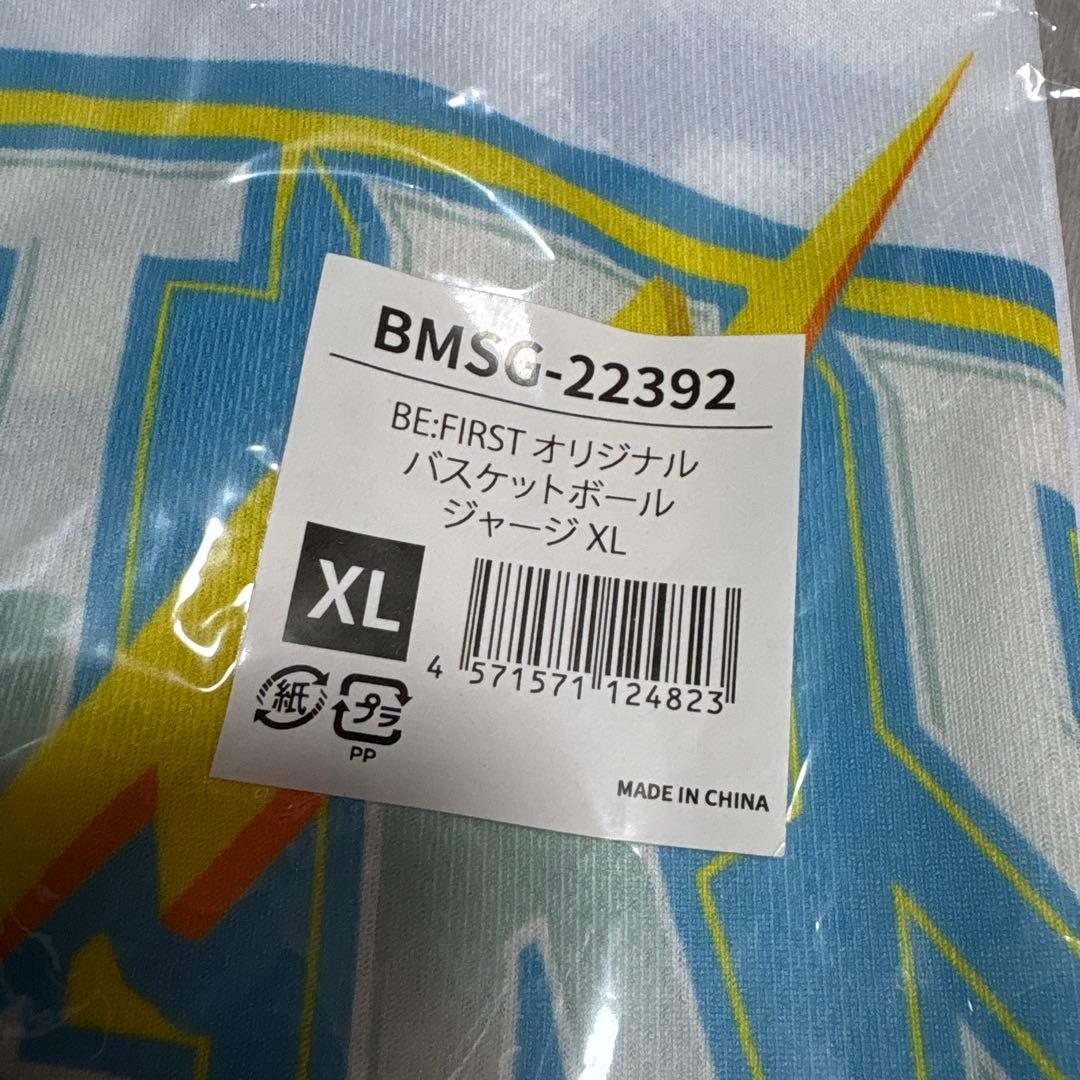 BMSG-22392
BE:FIRST オリジナル
バスケットボール
ジャージ XL
XL
4 571571 124823
紙
プラ
PP
MADE IN CHINA